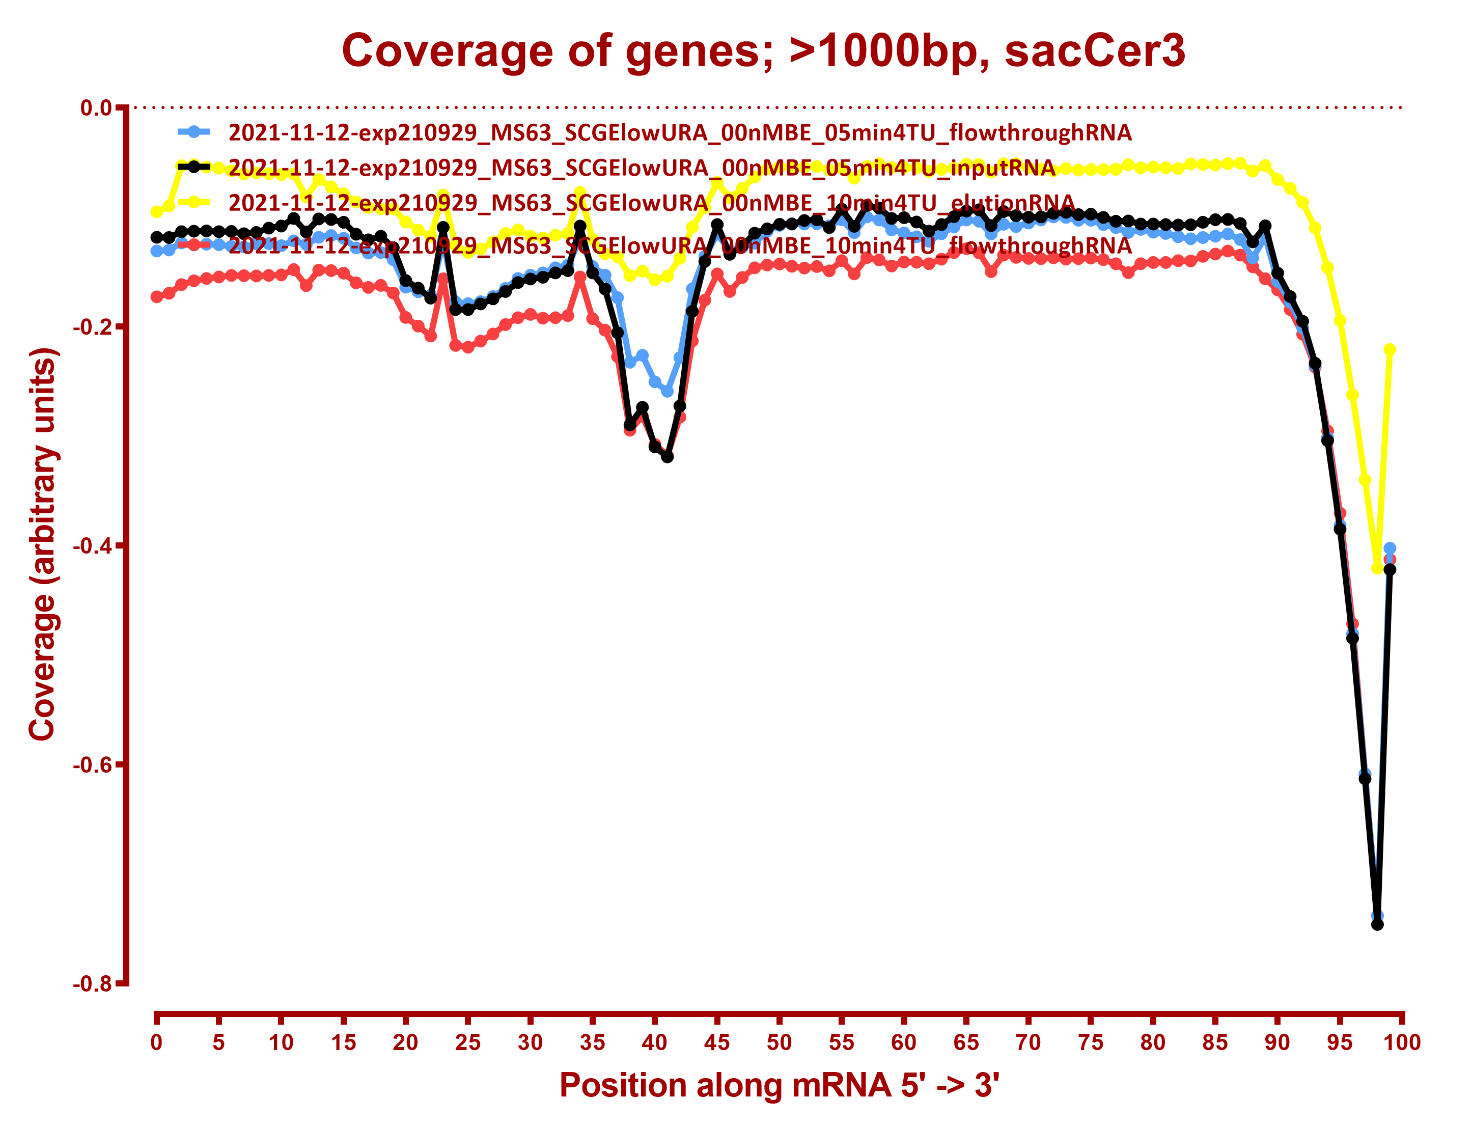 Coverage of genes; >1000bp, sacCer3
0.0
2021-11-12-exp210929_MS63_SCGElowURA_00nMBE_05min4TU_flowthroughRNA
2021-11-12-exp210929_MS63_SCGElowURA_00nMBE_05min4TU_inputRNA
2021-11-12-exp210929_MS63_SCGElowURA_00nMBE_10min4TU_elutionRNA
2021-11-12-exp210929_MS63_SCGElowURA_00nMBE_10min4TU_flowthroughRNA
-0.2
-0.4
-0.6
-0.8
Coverage (arbitrary units)
0 5 10 15 20 25 30 35 40 45 50 55 60 65 70 75 80 85 90 95 100
Position along mRNA 5' -> 3'